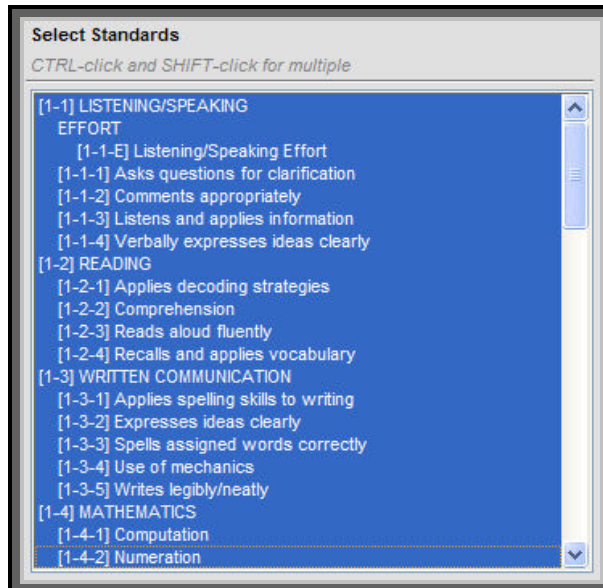 Select Standards
CTRL-click and SHIFT-click for multiple
[1-1] LISTENING/SPEAKING
EFFORT
[1-1-E] Listening/Speaking Effort
[1-1-1] Asks questions for clarification
[1-1-2] Comments appropriately
[1-1-3] Listens and applies information
[1-1-4] Verbally expresses ideas clearly
[1-2] READING
[1-2-1] Applies decoding strategies
[1-2-2] Comprehension
[1-2-3] Reads aloud fluently
[1-2-4] Recalls and applies vocabulary
[1-3] WRITTEN COMMUNICATION
[1-3-1] Applies spelling skills to writing
[1-3-2] Expresses ideas clearly
[1-3-3] Spells assigned words correctly
[1-3-4] Use of mechanics
[1-3-5] Writes legibly/neatly
[1-4] MATHEMATICS
[1-4-1] Computation
[1-4-2] Numeration